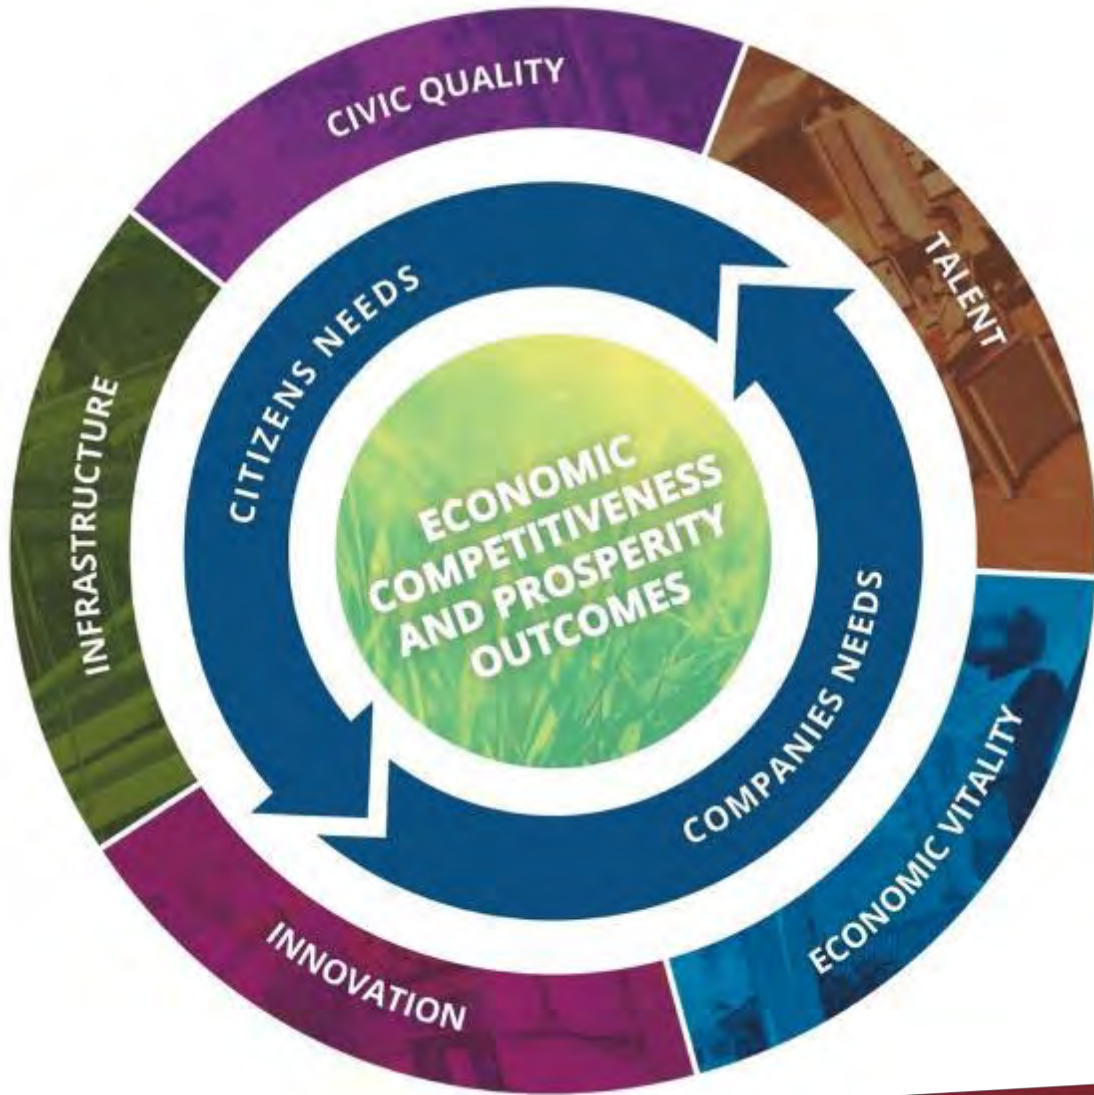 CIVIC QUALITY
TALENT
ECONOMIC VITALITY
INNOVATION
INFRASTRUCTURE
CITIZENS NEEDS
COMPANIES NEEDS
ECONOMIC
COMPETITIVENESS
AND PROSPERITY
OUTCOMES